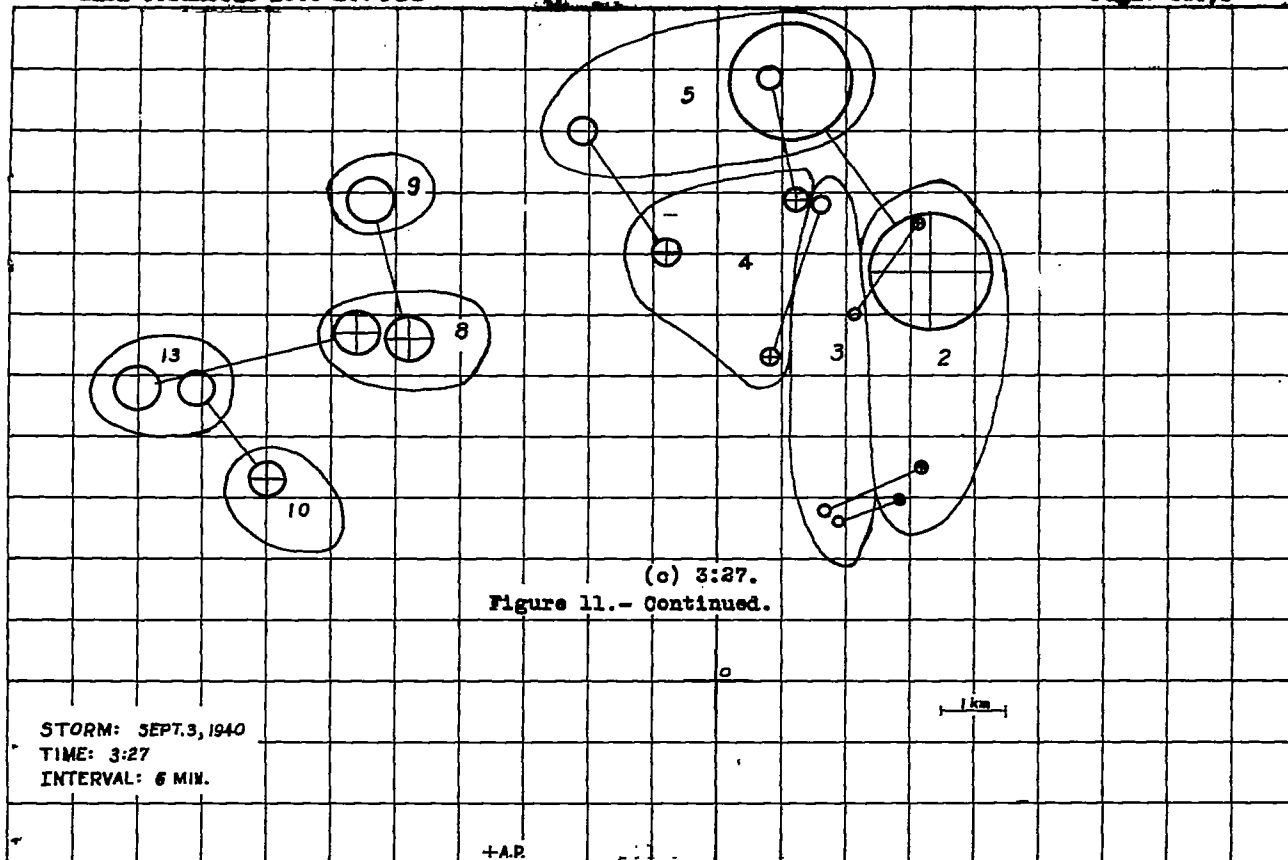 5
9
4
8
3
2
13
10
(c) 3:27.
Figure 11.- Continued.
0
1 km
STORM: SEPT. 3, 1940
TIME: 3:27
INTERVAL: 6 MIN.
+A.P.